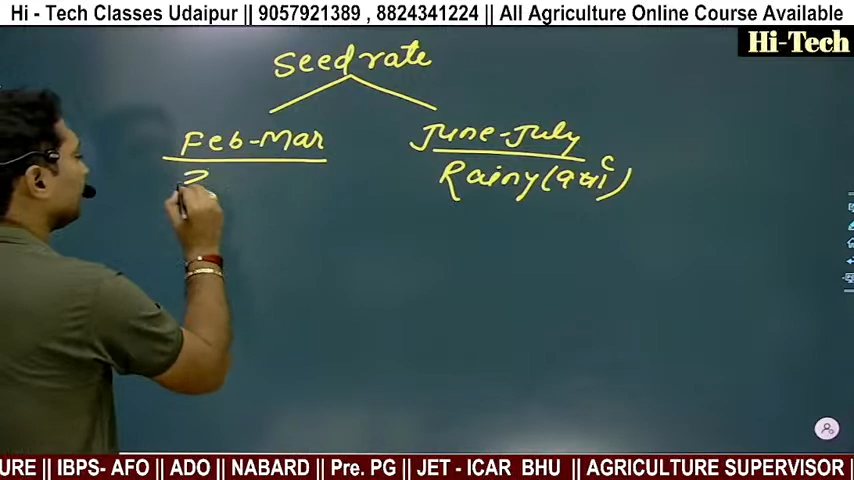 Hi - Tech Classes Udaipur || 9057921389 , 8824341224 || All Agriculture Online Course Available
Hi-Tech
Seed rate
Feb-Mar
June-July
Rainy (वर्षा)
URE || IBPS- AFO || ADO || NABARD || Pre. PG || JET - ICAR BHU || AGRICULTURE SUPERVISOR ||